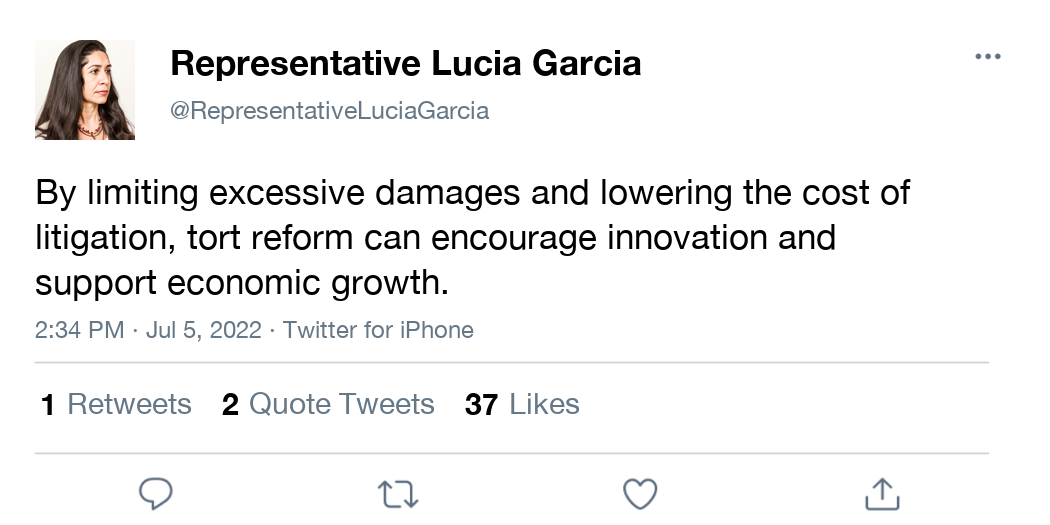 Representative Lucia Garcia
@RepresentativeLuciaGarcia
By limiting excessive damages and lowering the cost of
litigation, tort reform can encourage innovation and
support economic growth.
2:34 PM · Jul 5, 2022 · Twitter for iPhone
1 Retweets 2 Quote Tweets 37 Likes